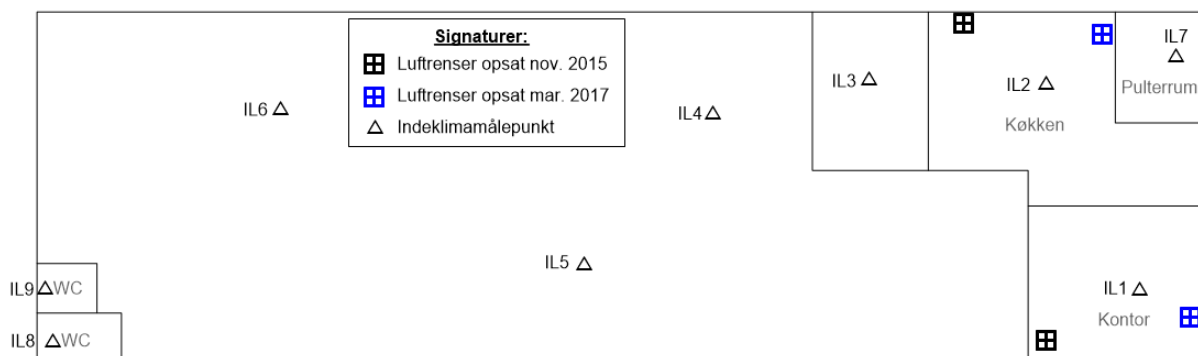 Signaturer:
Luftrenser opsat nov. 2015
Luftrenser opsat mar. 2017
Indeklimamålepunkt
IL6
IL4
IL3
IL2
Køkken
IL7
Pulterrum
IL5
IL9 WC
IL8 WC
IL1
Kontor